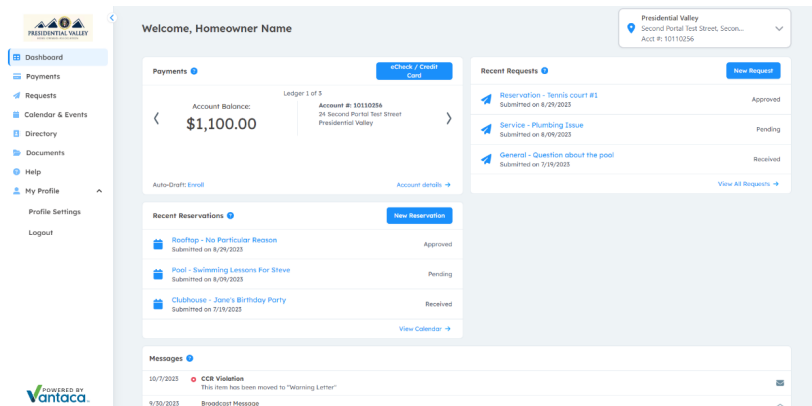 PRESIDENTIAL VALLEY
Dashboard
Payments
Requests
Calendar & Events
Directory
Documents
Help
My Profile
Profile Settings
Logout
POWERED BY
Vantaca
Welcome, Homeowner Name
Presidential Valley
Second Portal Test Street, Secon...
Acct #: 10110256
Payments
eCheck / Credit
Card
Ledger 1 of 3
Account Balance:
$1,100.00
Account #: 10110256
24 Second Portal Test Street
Presidential Valley
Auto-Draft: Enroll
Account details →
Recent Requests
New Request
Reservation - Tennis court #1
Submitted on 8/29/2023
Approved
Service - Plumbing Issue
Submitted on 8/09/2023
Pending
General - Question about the pool
Submitted on 7/19/2023
Received
View All Requests →
Recent Reservations
New Reservation
Rooftop - No Particular Reason
Submitted on 8/29/2023
Approved
Pool - Swimming Lessons For Steve
Submitted on 8/09/2023
Pending
Clubhouse - Jane's Birthday Party
Submitted on 7/19/2023
Received
View Calendar →
Messages
10/7/2023
CCR Violation
This item has been moved to "Warning Letter"
9/30/2023
Broadcast Message